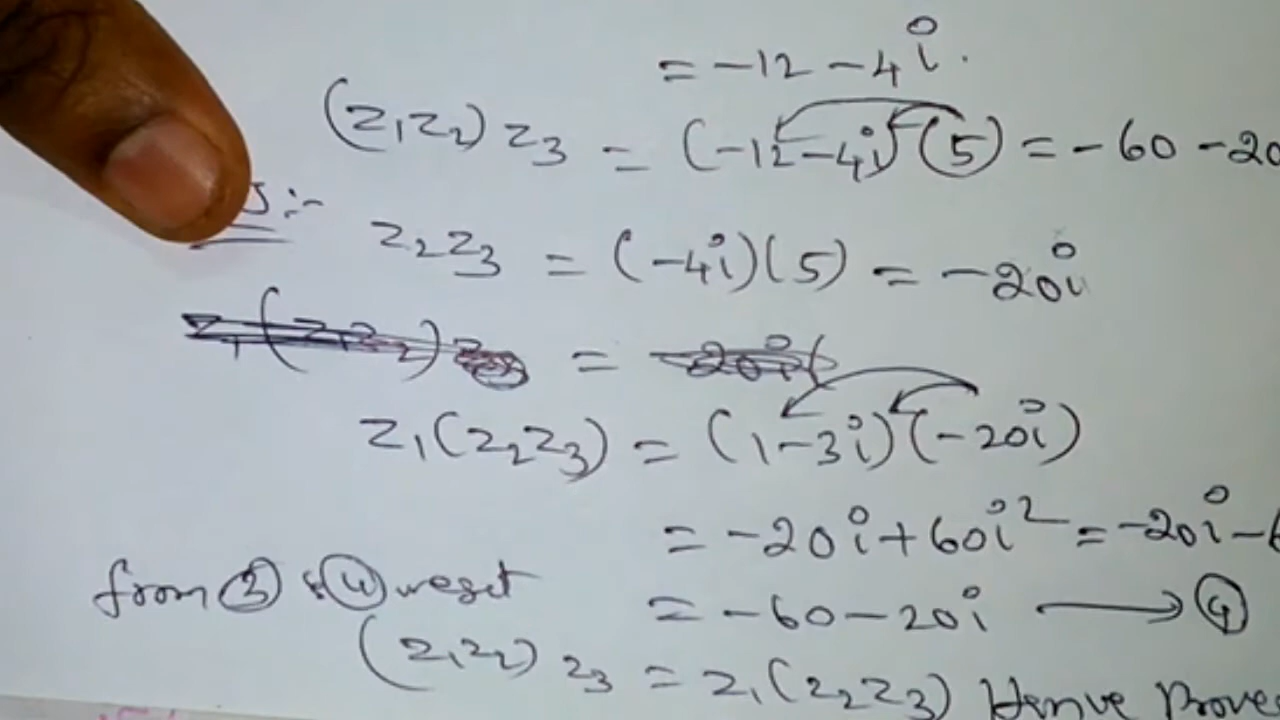 = -12 - 4i.
(z₁z₂) z₃ = (-12-4i)(5) = -60 -20
z₂z₃ = (-4i)(5) = -20i
z₁(z₂z₃) = (1-3i)(-20i)
= -20i + 60i² = -20i -6
= -60 - 20i → ④
from ③ & ④ we get
(z₁z₂) z₃ = z₁(z₂z₃) Hence Prove